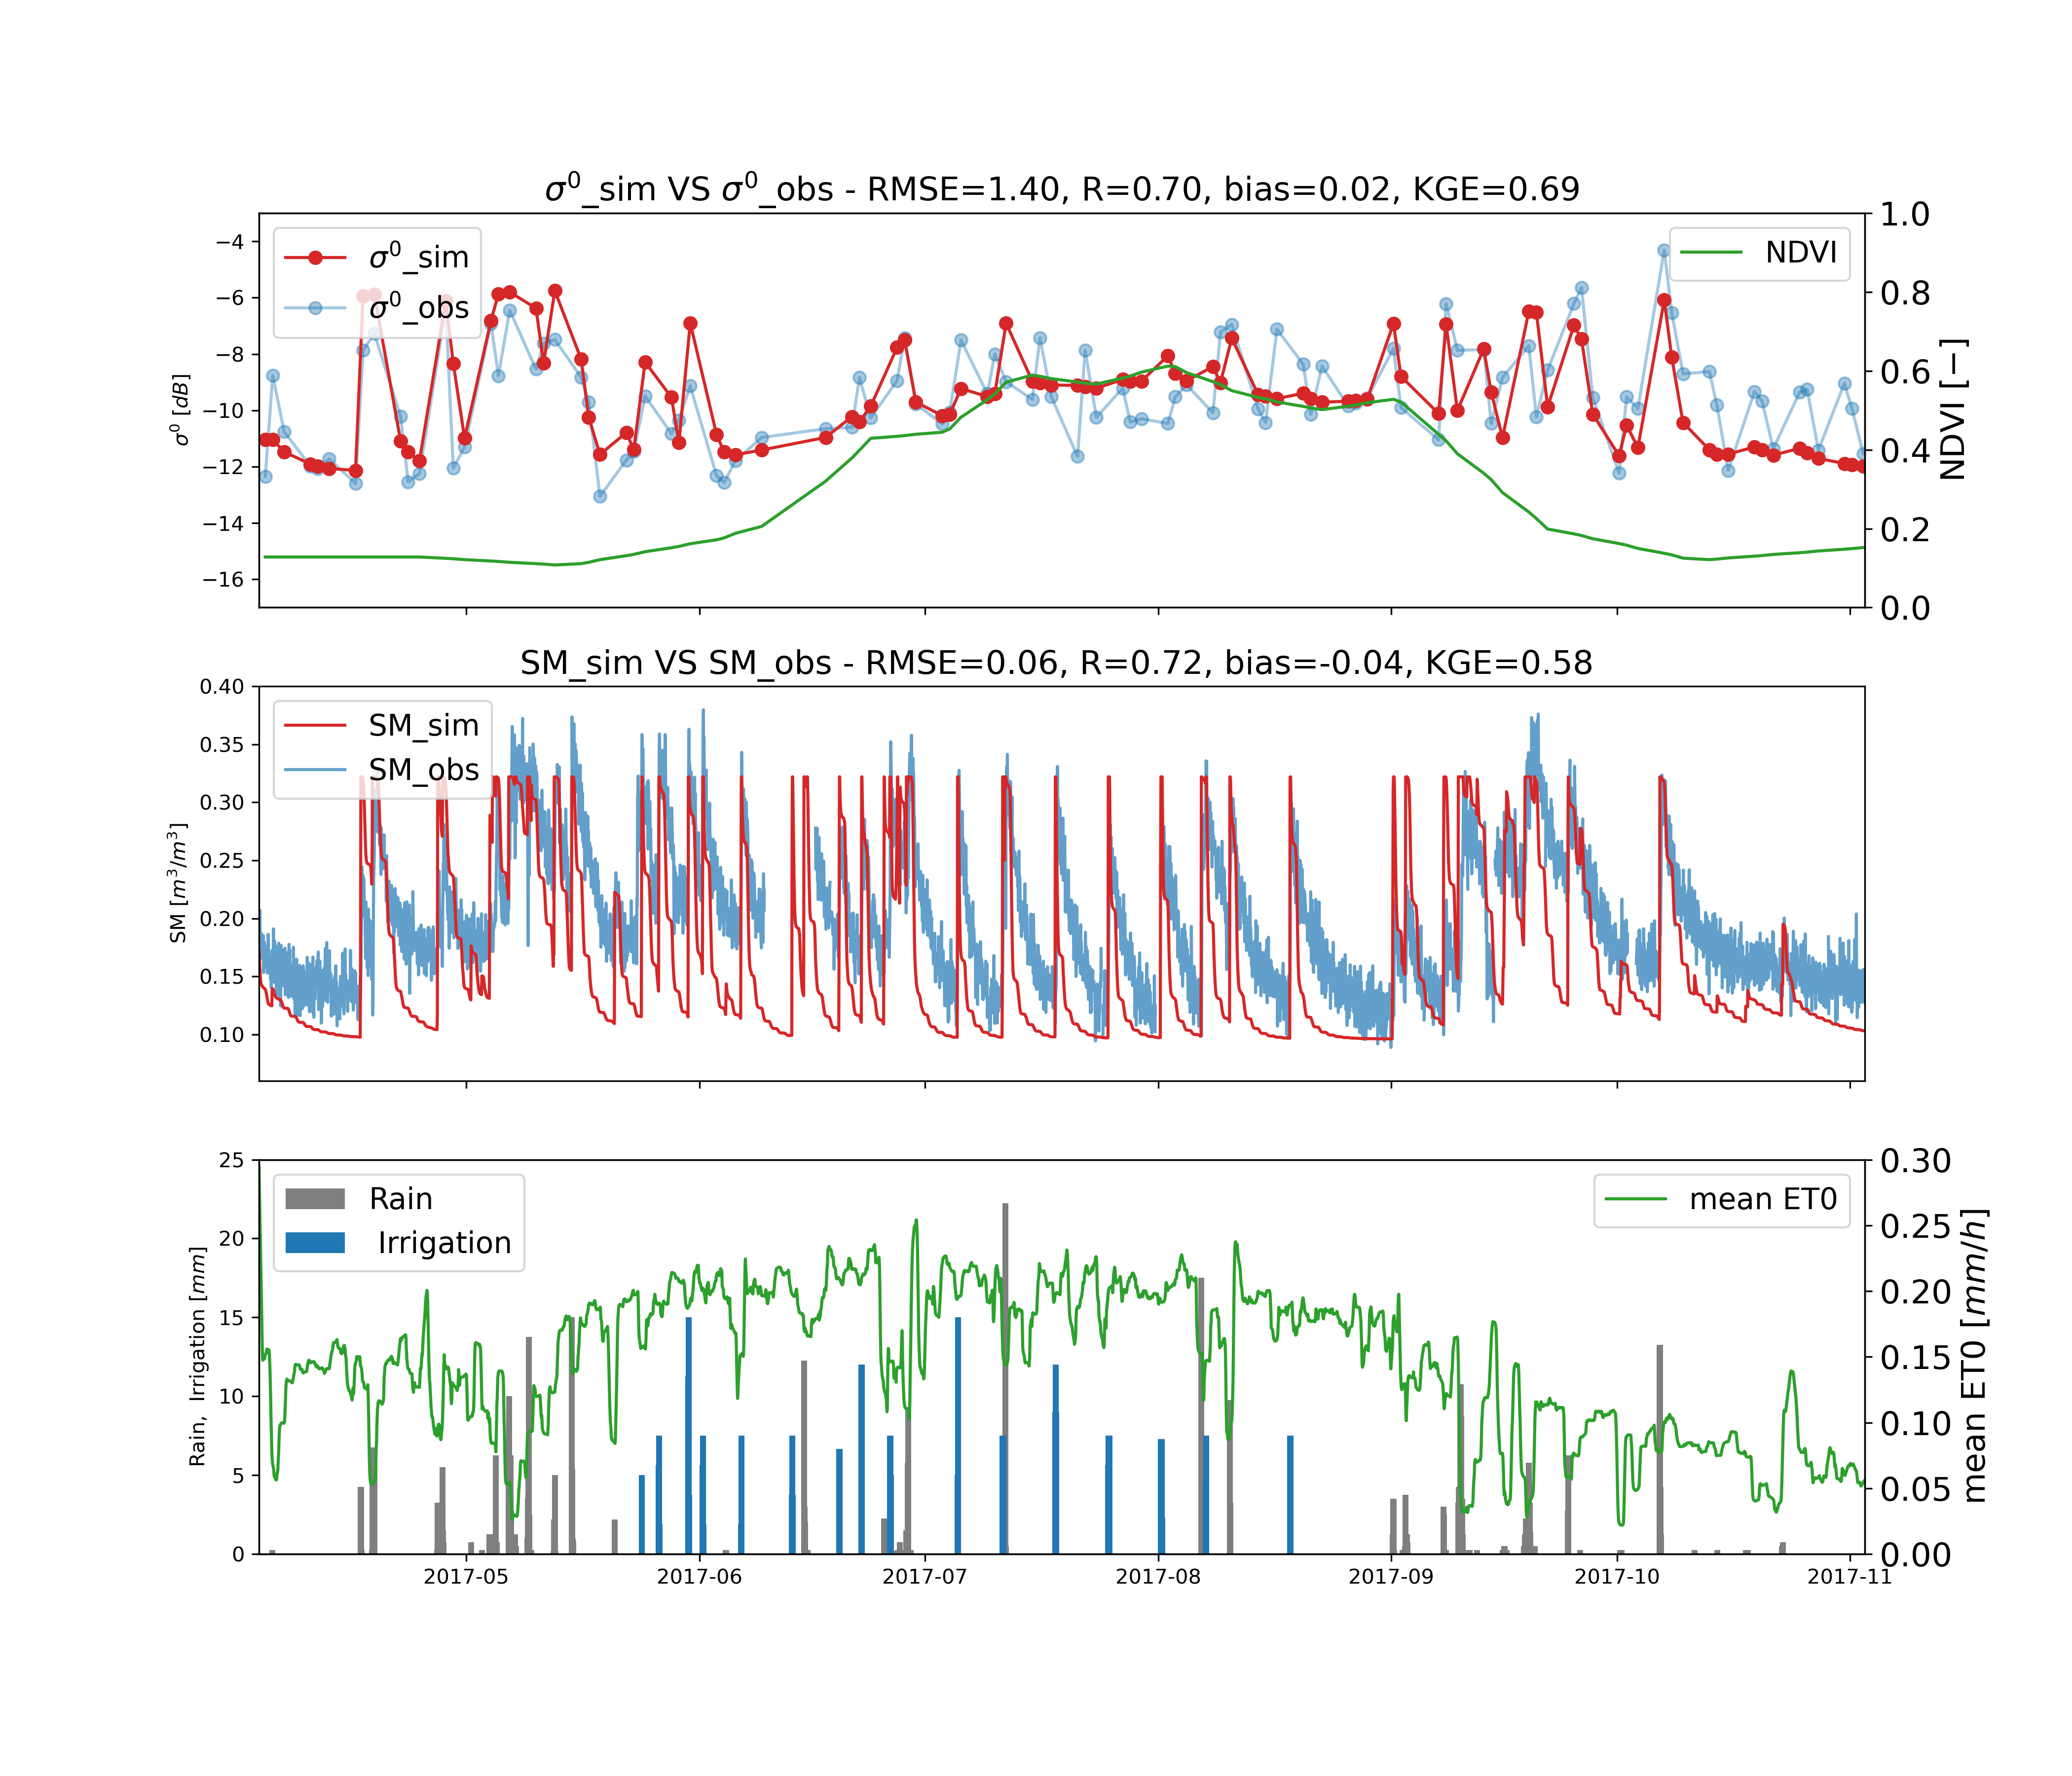 σ⁰_sim VS σ⁰_obs - RMSE=1.40, R=0.70, bias=0.02, KGE=0.69
σ⁰_sim
σ⁰_obs
NDVI
σ⁰ [dB]
−4
−6
−8
−10
−12
−14
−16
1.0
0.8
0.6
0.4
0.2
0.0
NDVI [−]
SM_sim VS SM_obs - RMSE=0.06, R=0.72, bias=-0.04, KGE=0.58
SM_sim
SM_obs
SM [m³/m³]
0.40
0.35
0.30
0.25
0.20
0.15
0.10
Rain
Irrigation
mean ET0
Rain, Irrigation [mm]
25
20
15
10
5
0
0.30
0.25
0.20
0.15
0.10
0.05
0.00
mean ET0 [mm/h]
2017-05 2017-06 2017-07 2017-08 2017-09 2017-10 2017-11